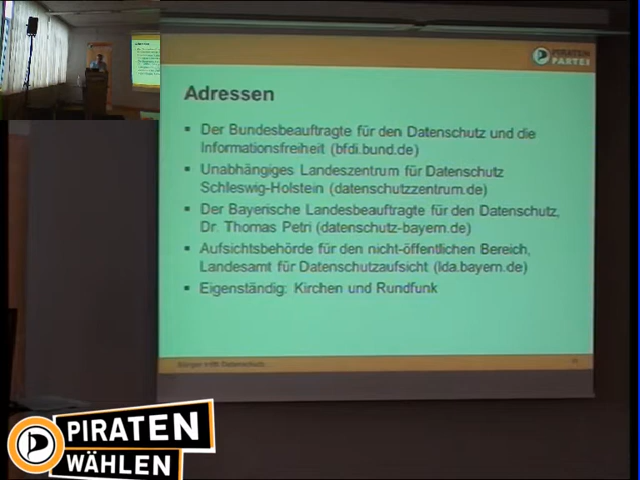 PIRATEN
PARTEI
Adressen
Der Bundesbeauftragte für den Datenschutz und die
Informationsfreiheit (bfdi.bund.de)
Unabhängiges Landeszentrum für Datenschutz
Schleswig-Holstein (datenschutzzentrum.de)
Der Bayerische Landesbeauftragte für den Datenschutz,
Dr. Thomas Petri (datenschutz-bayern.de)
Aufsichtsbehörde für den nicht-öffentlichen Bereich,
Landesamt für Datenschutzaufsicht (lda.bayern.de)
Eigenständig: Kirchen und Rundfunk
Datenschutz
PIRATEN
WÄHLEN